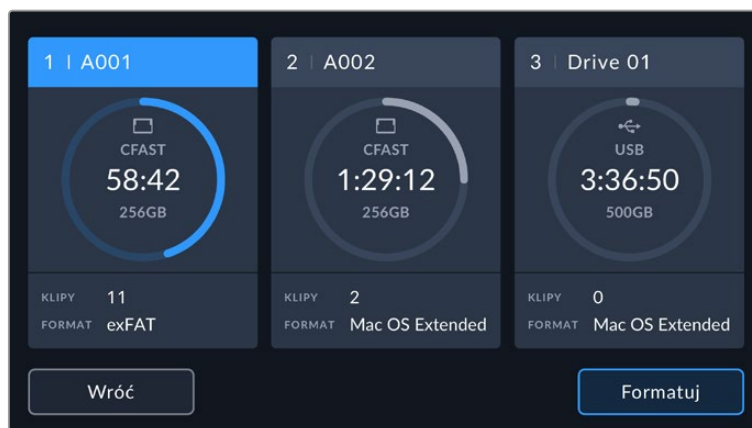 1 | A001
CFAST
58:42
256GB
KLIPY 11
FORMAT exFAT
2 | A002
CFAST
1:29:12
256GB
KLIPY 2
FORMAT Mac OS Extended
3 | Drive 01
USB
3:36:50
500GB
KLIPY 0
FORMAT Mac OS Extended
Wróć
Formatuj